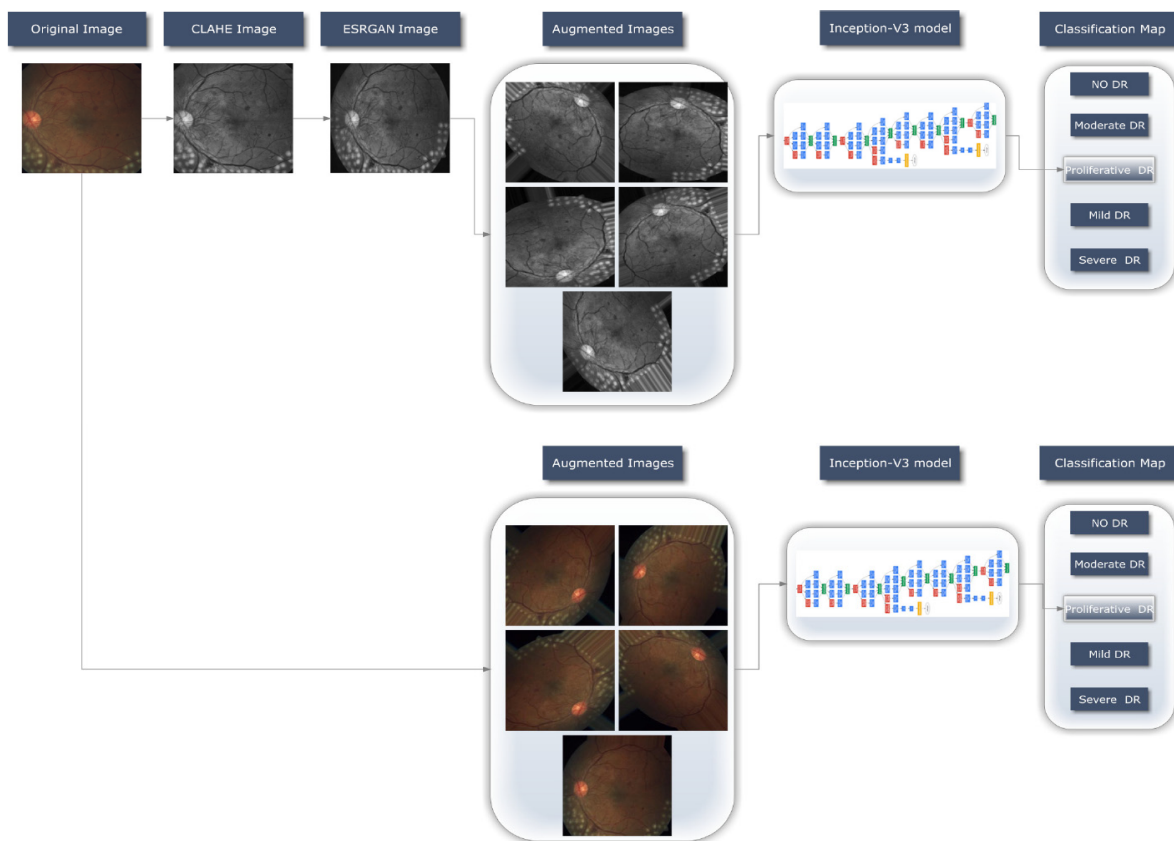 Original Image
CLAHE Image
ESRGAN Image
Augmented Images
Inception-V3 model
Classification Map
NO DR
Moderate DR
Proliferative DR
Mild DR
Severe DR
Augmented Images
Inception-V3 model
Classification Map
NO DR
Moderate DR
Proliferative DR
Mild DR
Severe DR